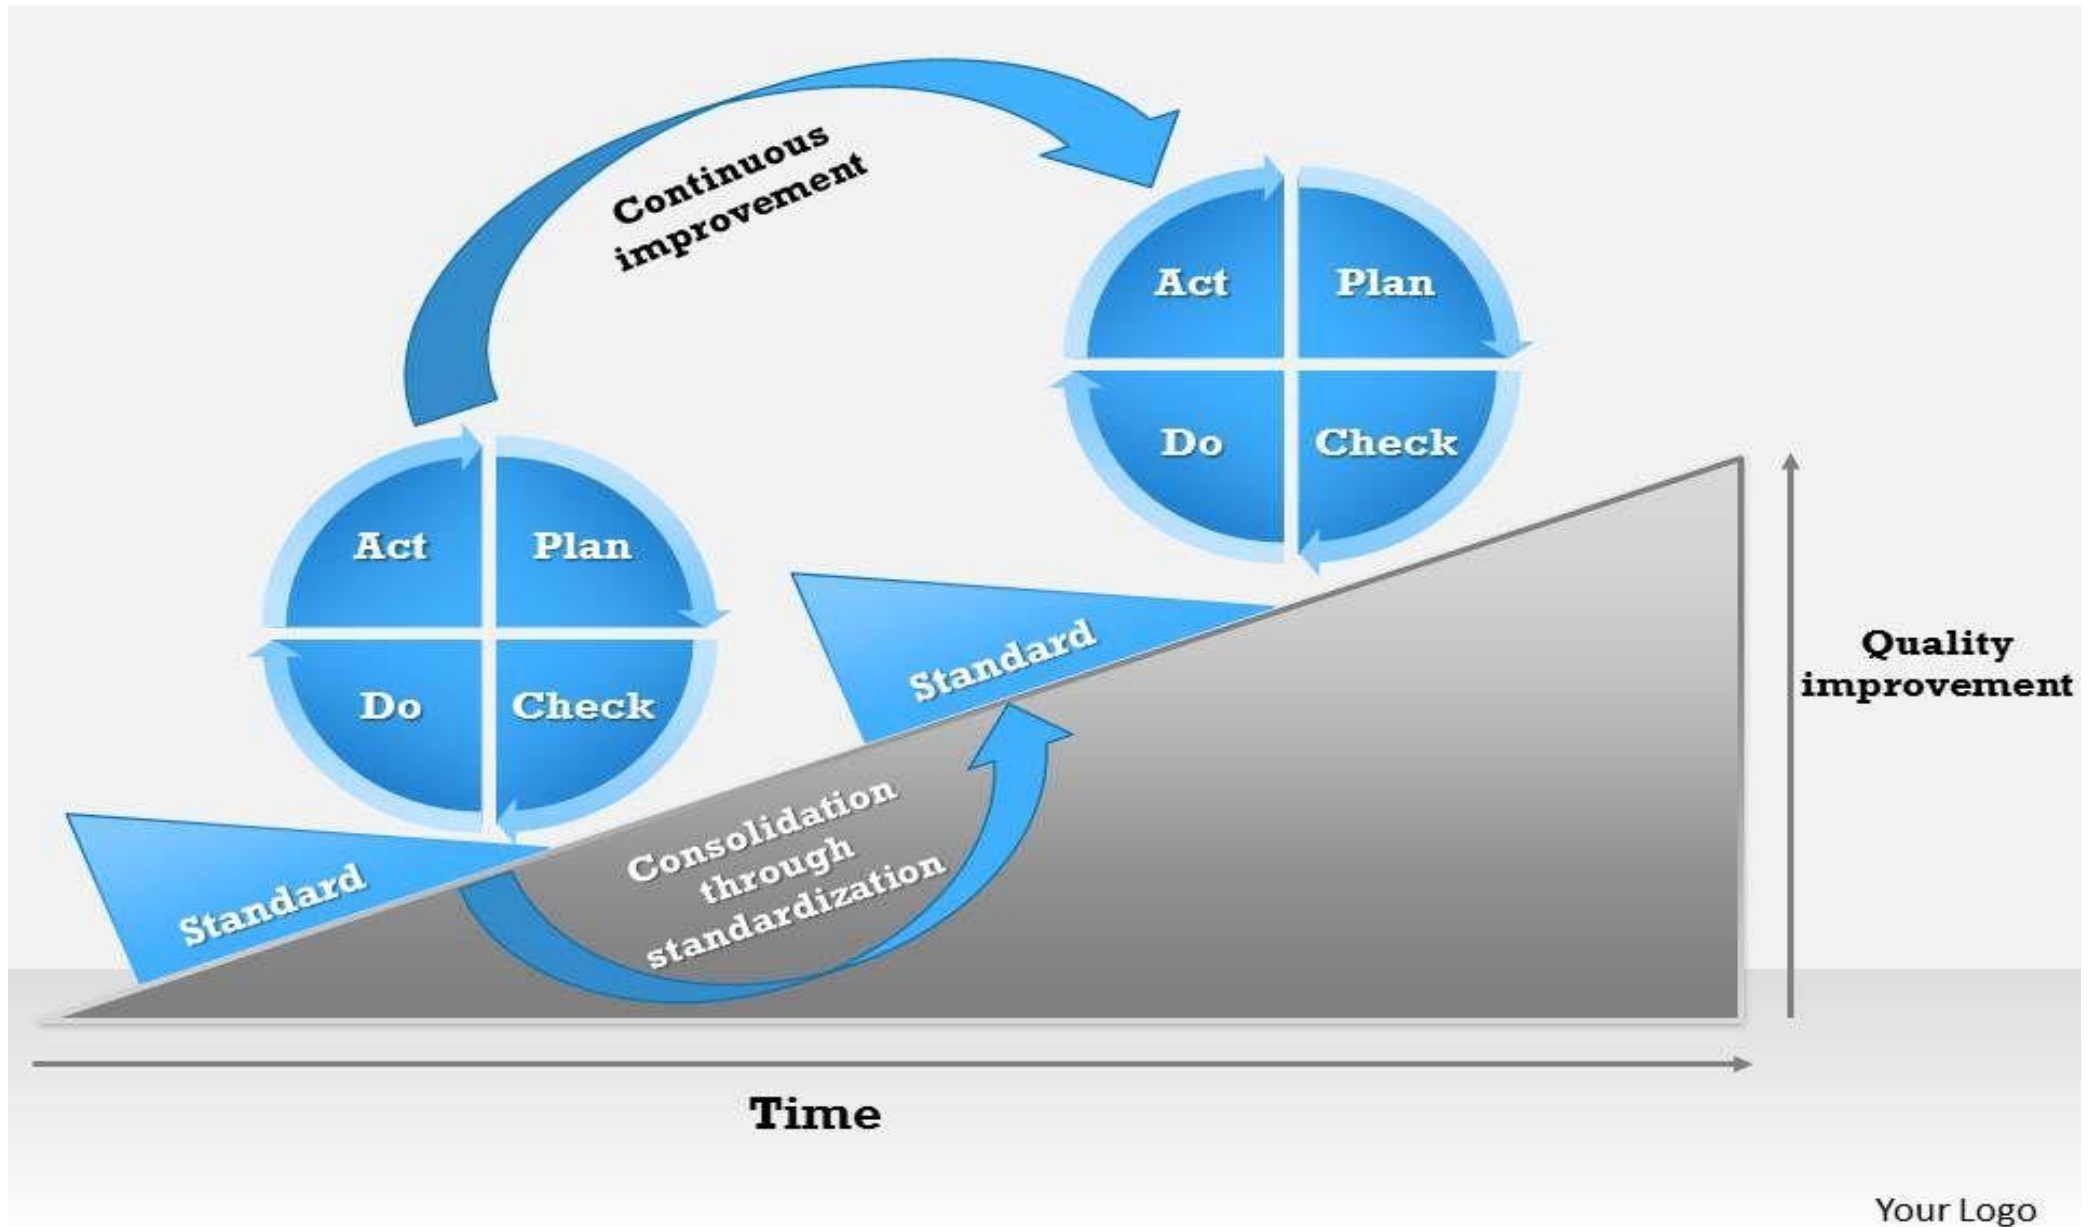 Continuous
improvement
Act
Plan
Do
Check
Act
Plan
Do
Check
Standard
Standard
Consolidation
through
standardization
Quality
improvement
Time
Your Logo